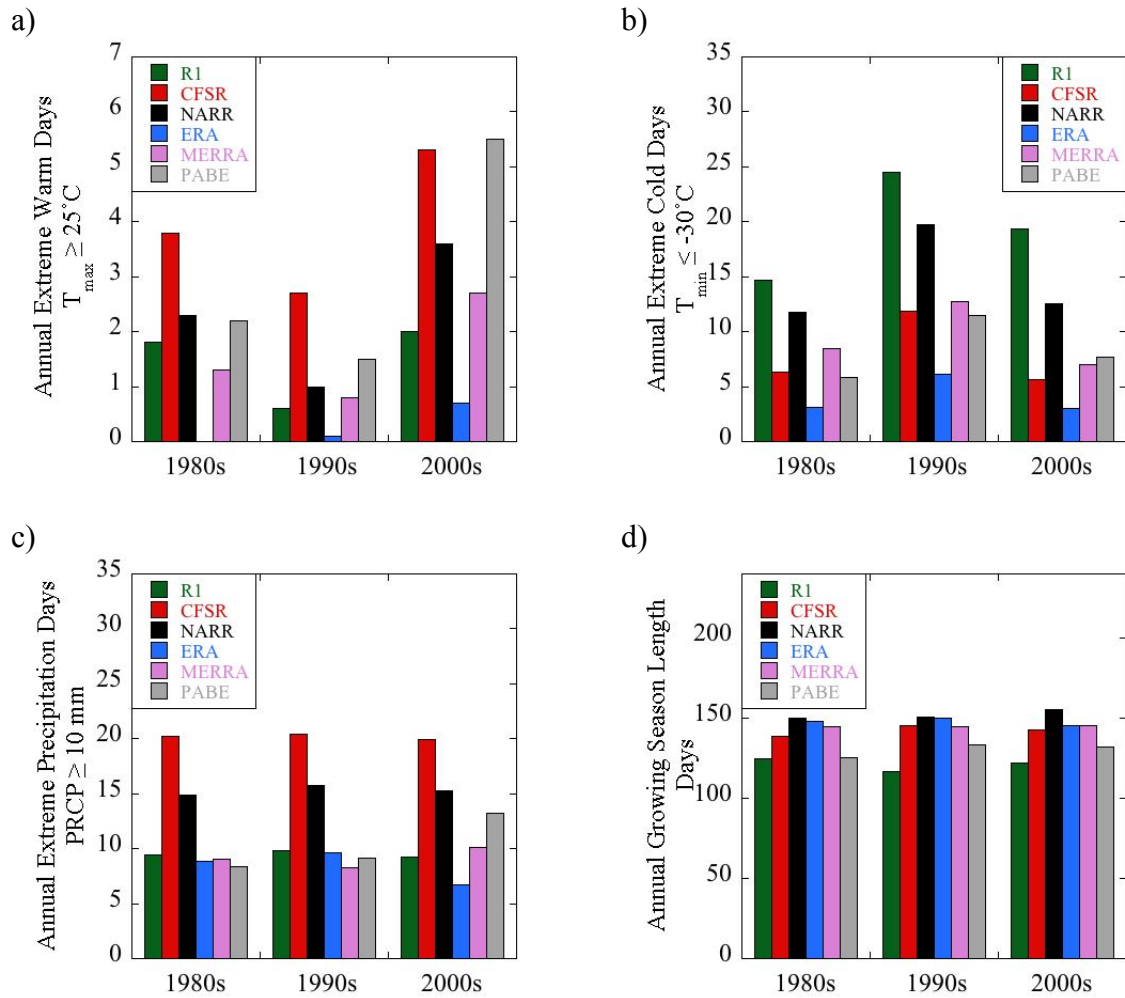 a)
Annual Extreme Warm Days
Tmax ≥ 25˚C
7
6
5
4
3
2
1
0
R1
CFSR
NARR
ERA
MERRA
PABE
1980s 1990s 2000s
b)
Annual Extreme Cold Days
Tmin ≤ -30˚C
35
30
25
20
15
10
5
0
R1
CFSR
NARR
ERA
MERRA
PABE
1980s 1990s 2000s
c)
Annual Extreme Precipitation Days
PRCP ≥ 10 mm
35
30
25
20
15
10
5
0
R1
CFSR
NARR
ERA
MERRA
PABE
1980s 1990s 2000s
d)
Annual Growing Season Length
Days
200
150
100
50
0
R1
CFSR
NARR
ERA
MERRA
PABE
1980s 1990s 2000s